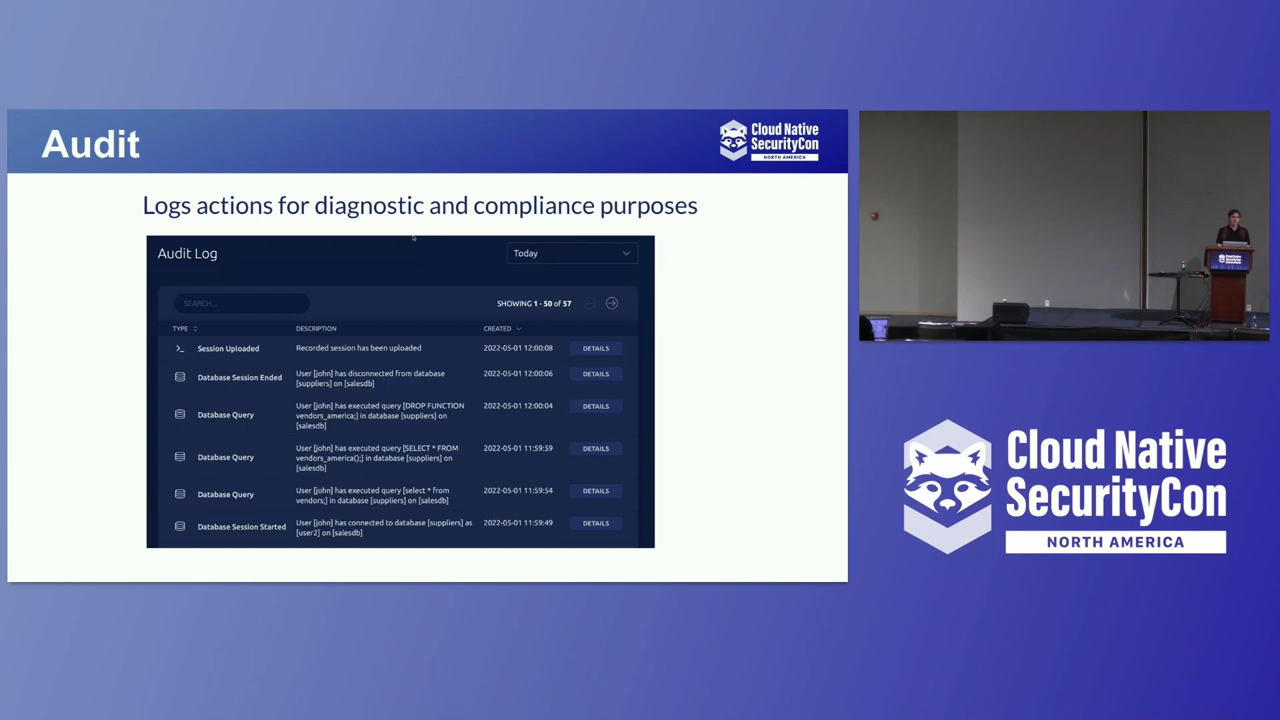 Audit
Cloud Native
SecurityCon
NORTH AMERICA
Logs actions for diagnostic and compliance purposes
Audit Log
Today
SEARCH...
SHOWING 1 - 50 of 57
TYPE DESCRIPTION CREATED
Session Uploaded Recorded session has been uploaded 2022-05-01 12:00:08 DETAILS
Database Session Ended User [john] has disconnected from database 2022-05-01 12:00:06 DETAILS
[suppliers] on [salesdb]
User [john] has executed query [DROP FUNCTION 2022-05-01 12:00:04 DETAILS
Database Query vendors_america;] in database [suppliers] on
[salesdb]
User [john] has executed query [SELECT * FROM 2022-05-01 11:59:59 DETAILS
Database Query vendors_america();] in database [suppliers] on
[salesdb]
Database Query User [john] has executed query [select * from 2022-05-01 11:59:54 DETAILS
vendors;] in database [suppliers] on [salesdb]
Database Session Started User [john] has connected to database [suppliers] as 2022-05-01 11:59:49 DETAILS
[user2] on [salesdb]
Cloud Native
SecurityCon
NORTH AMERICA